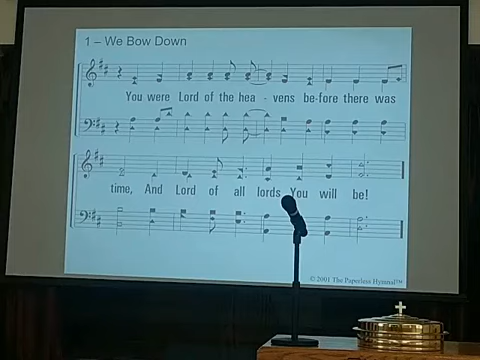 1 – We Bow Down
You were Lord of the hea - vens be-fore there was
time, And Lord of all lords You will be!
© 2001 The Paperless Hymnal™